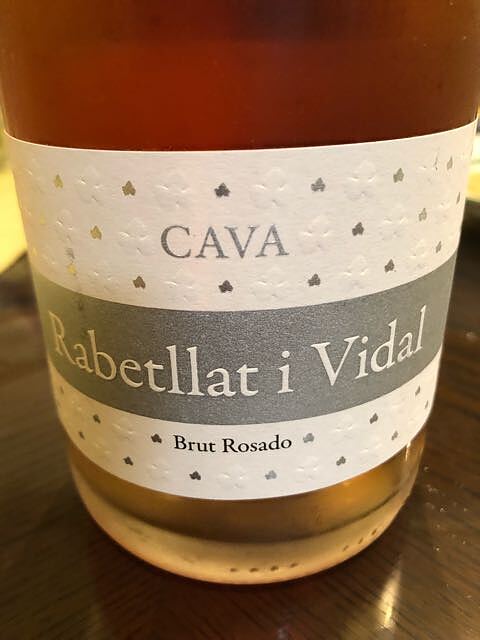 CAVA
Rabetllat i Vidal
Brut Rosado